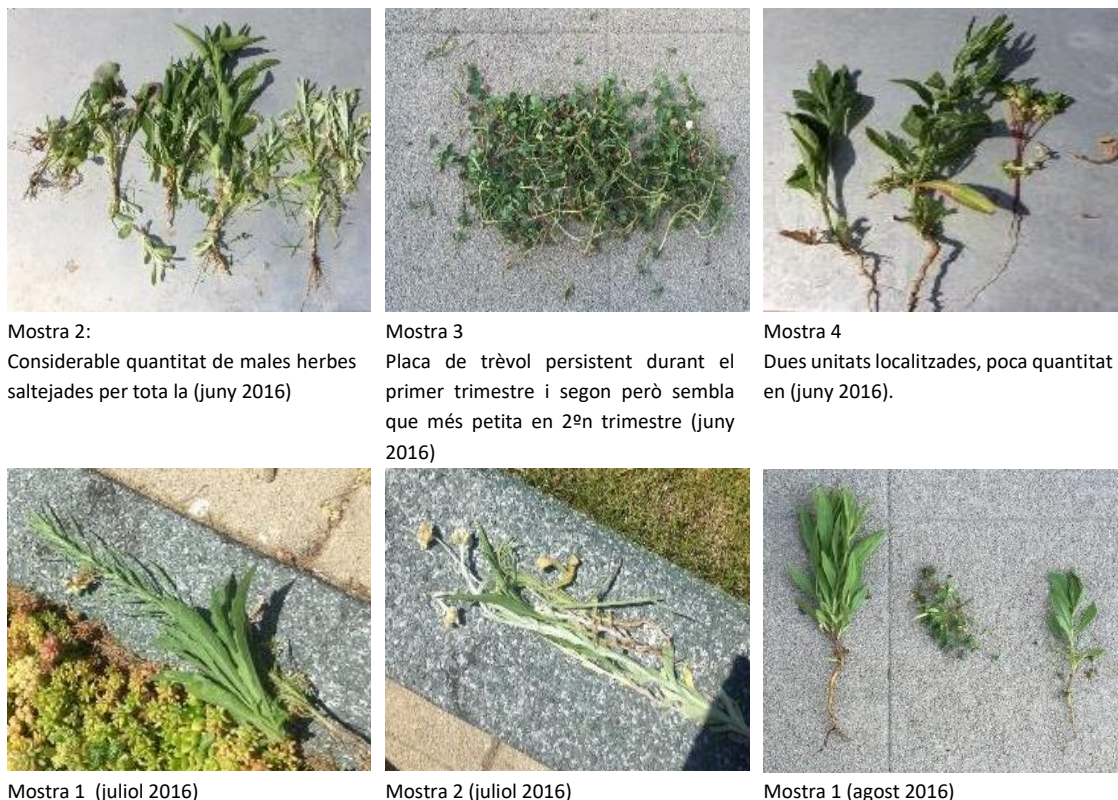 Mostra 2:
Considerable quantitat de males herbes
saltejades per tota la (juny 2016)
Mostra 3
Placa de trèvol persistent durant el
primer trimestre i segon però sembla
que més petita en 2ºn trimestre (juny
2016)
Mostra 4
Dues unitats localitzades, poca quantitat
en (juny 2016).
Mostra 1 (juliol 2016)
Mostra 2 (juliol 2016)
Mostra 1 (agost 2016)